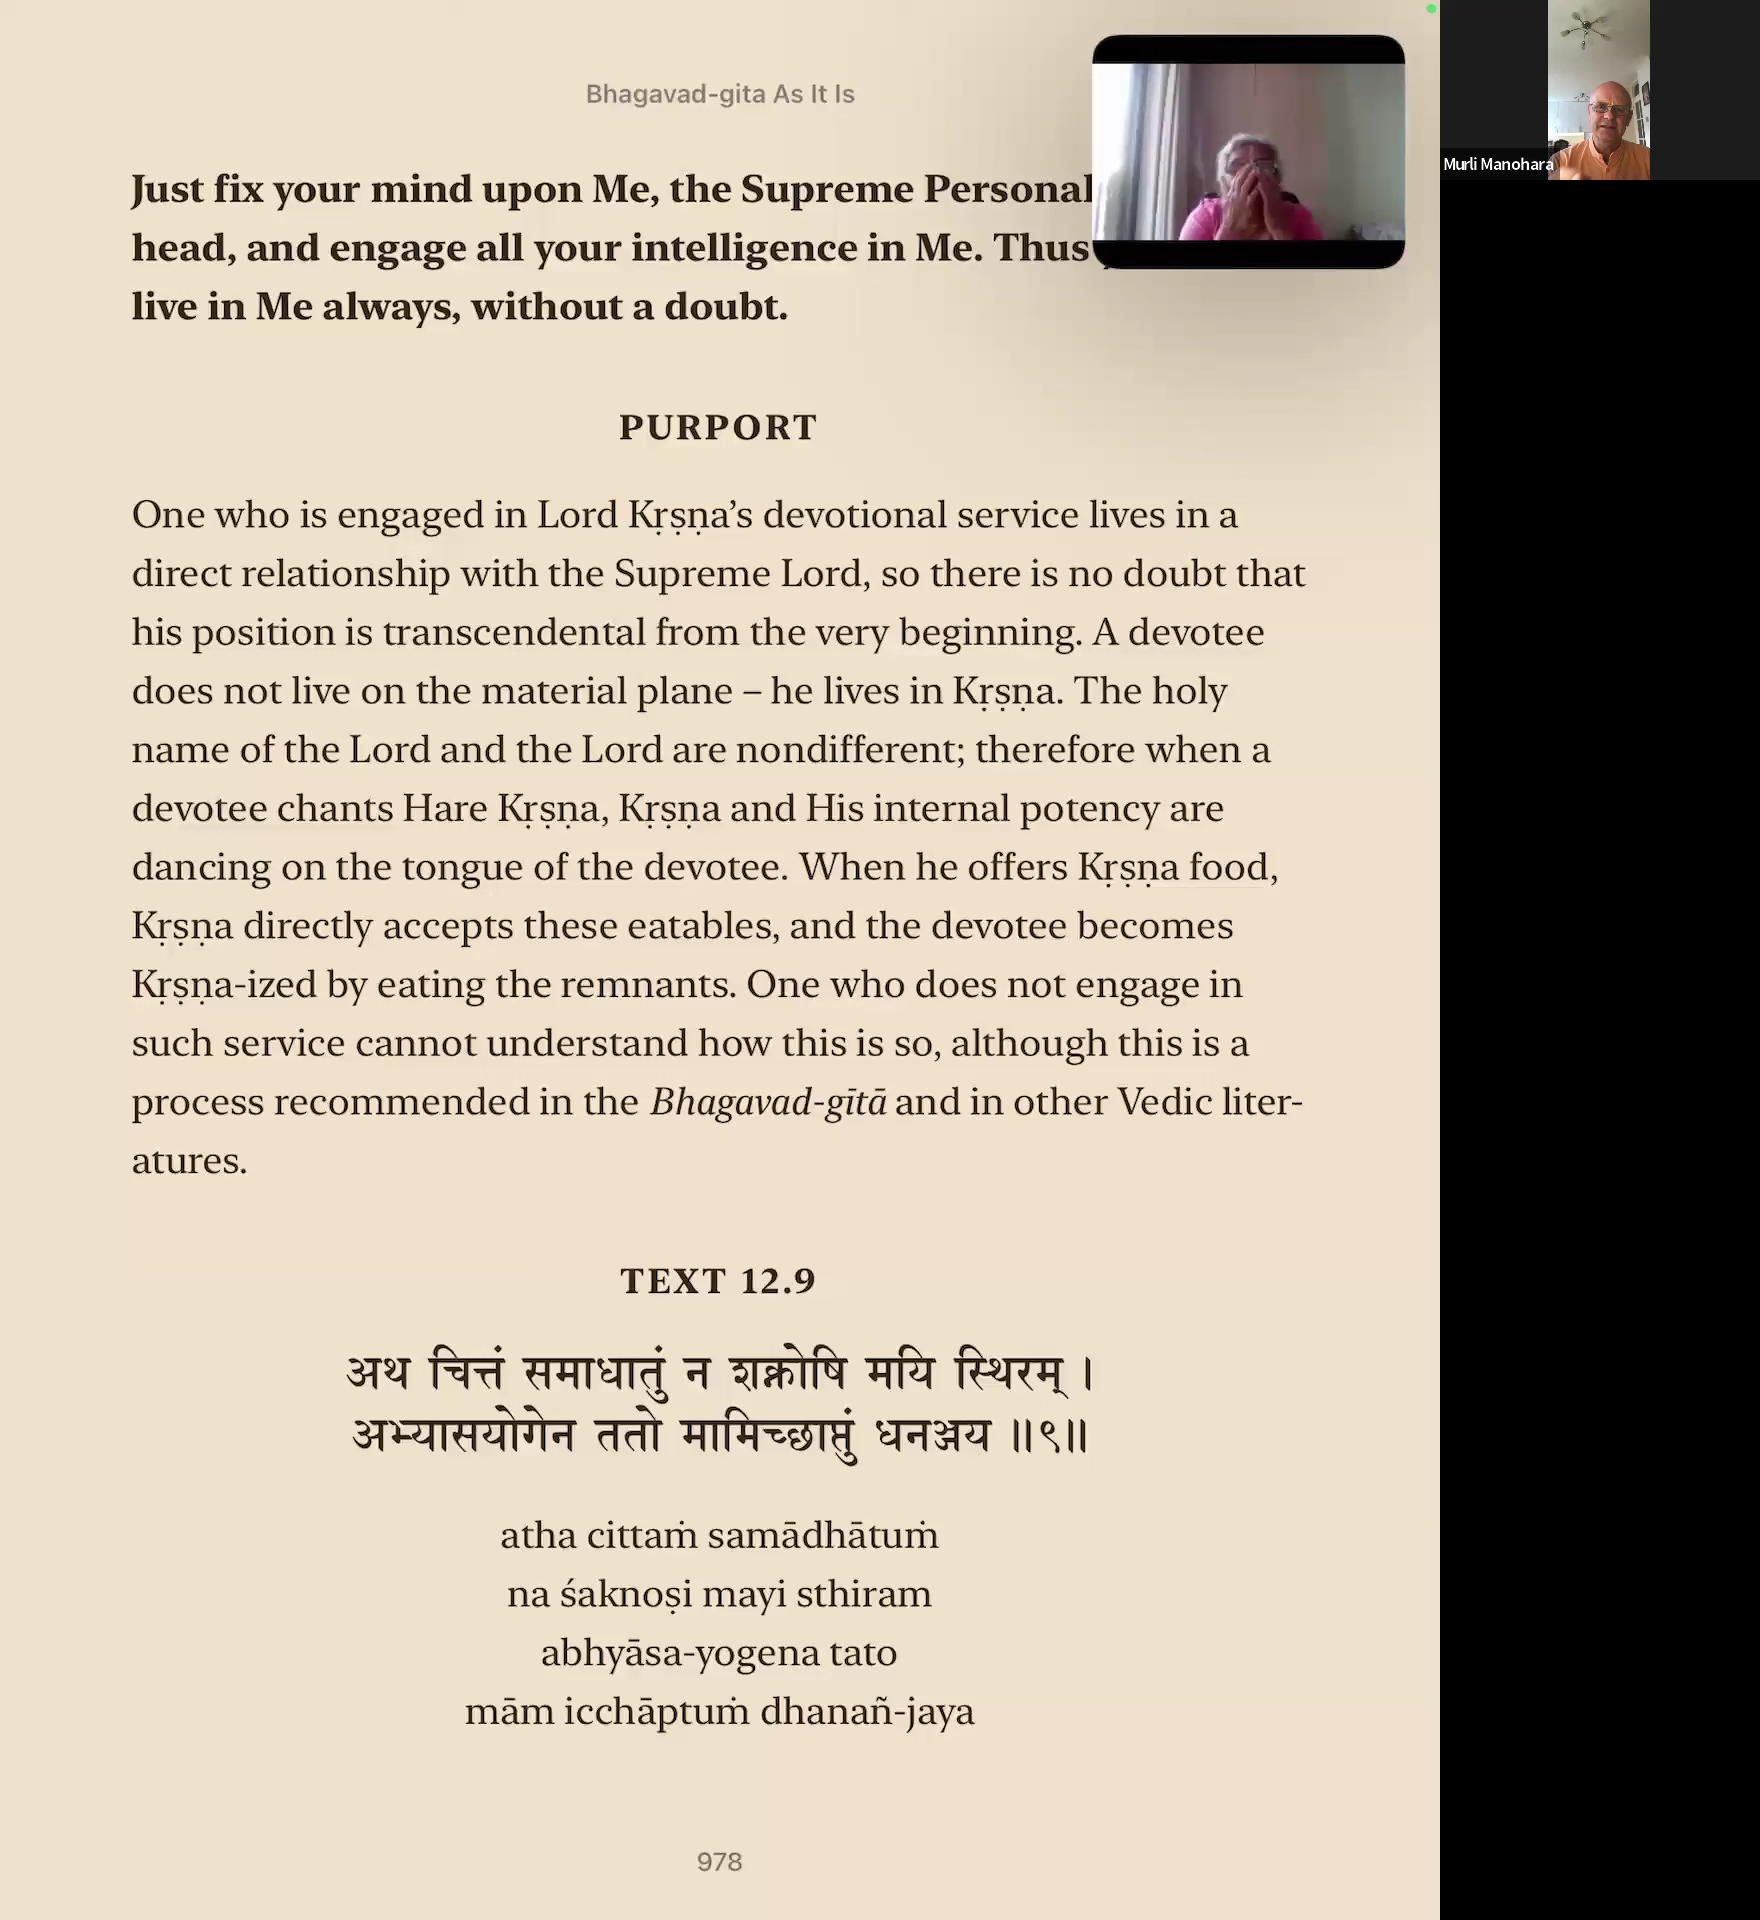 Bhagavad-gita As It Is
Just fix your mind upon Me, the Supreme Personal
head, and engage all your intelligence in Me. Thus
live in Me always, without a doubt.
PURPORT
One who is engaged in Lord Kṛṣṇa’s devotional service lives in a
direct relationship with the Supreme Lord, so there is no doubt that
his position is transcendental from the very beginning. A devotee
does not live on the material plane – he lives in Kṛṣṇa. The holy
name of the Lord and the Lord are nondifferent; therefore when a
devotee chants Hare Kṛṣṇa, Kṛṣṇa and His internal potency are
dancing on the tongue of the devotee. When he offers Kṛṣṇa food,
Kṛṣṇa directly accepts these eatables, and the devotee becomes
Kṛṣṇa-ized by eating the remnants. One who does not engage in
such service cannot understand how this is so, although this is a
process recommended in the Bhagavad-gītā and in other Vedic liter-
atures.
TEXT 12.9
अथ चित्तं समाधातुं न शक्नोषि मयि स्थिरम् ।
अभ्यासयोगेन ततो मामिच्छाप्तुं धनञ्जय ॥९॥
atha cittaṁ samādhātuṁ
na śaknoṣi mayi sthiram
abhyāsa-yogena tato
mām icchāptuṁ dhanañ-jaya
978
Murli Manohara